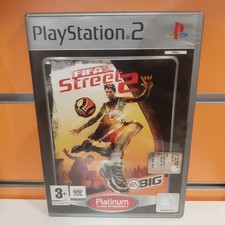 PlayStation 2
FIFA
Street 2
3+
EA SPORTS
BIG
Platinum